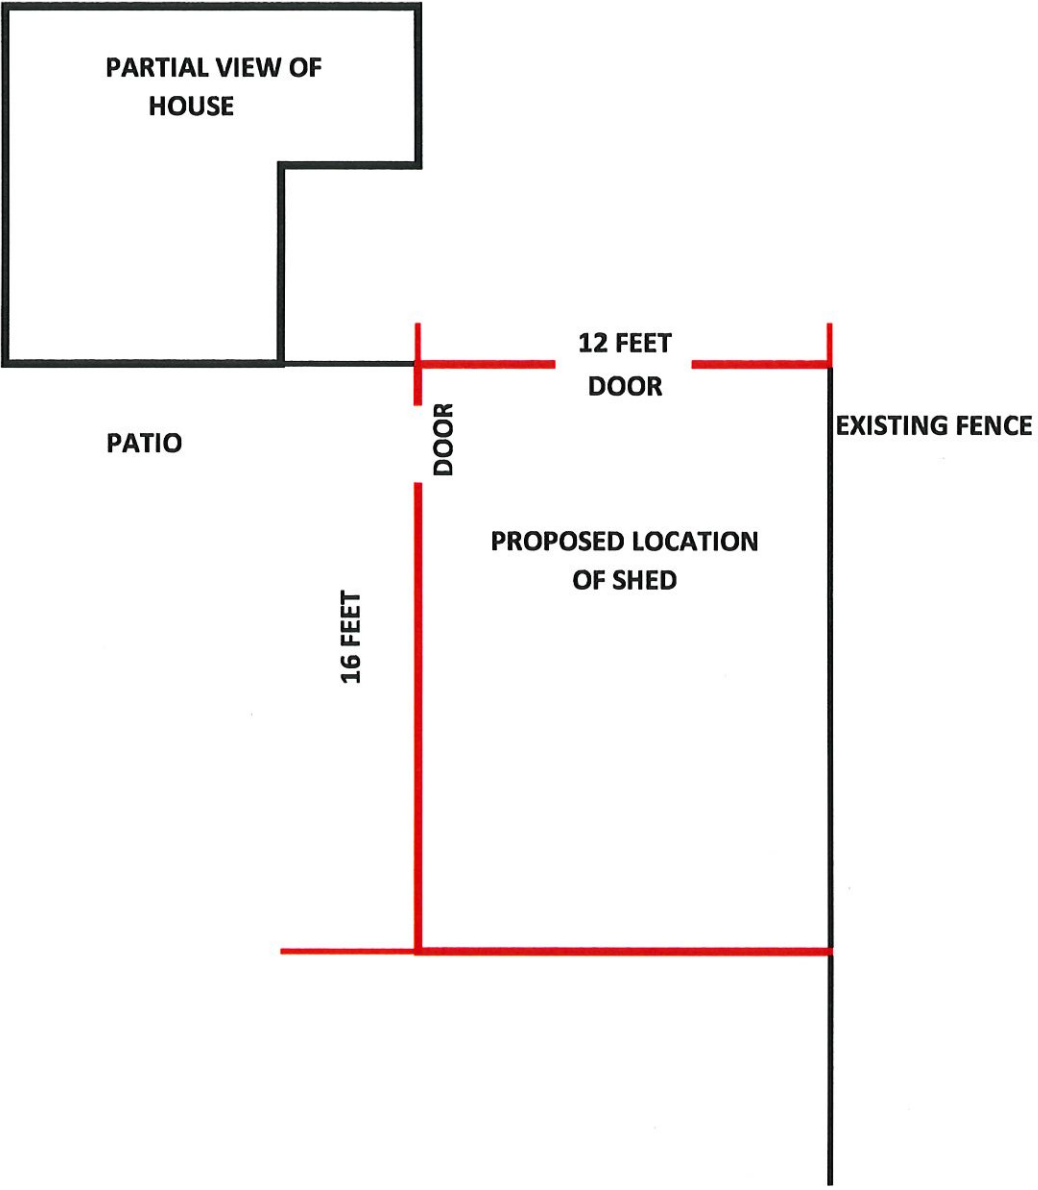 PARTIAL VIEW OF
HOUSE
12 FEET
DOOR
DOOR
EXISTING FENCE
PATIO
PROPOSED LOCATION
OF SHED
16 FEET